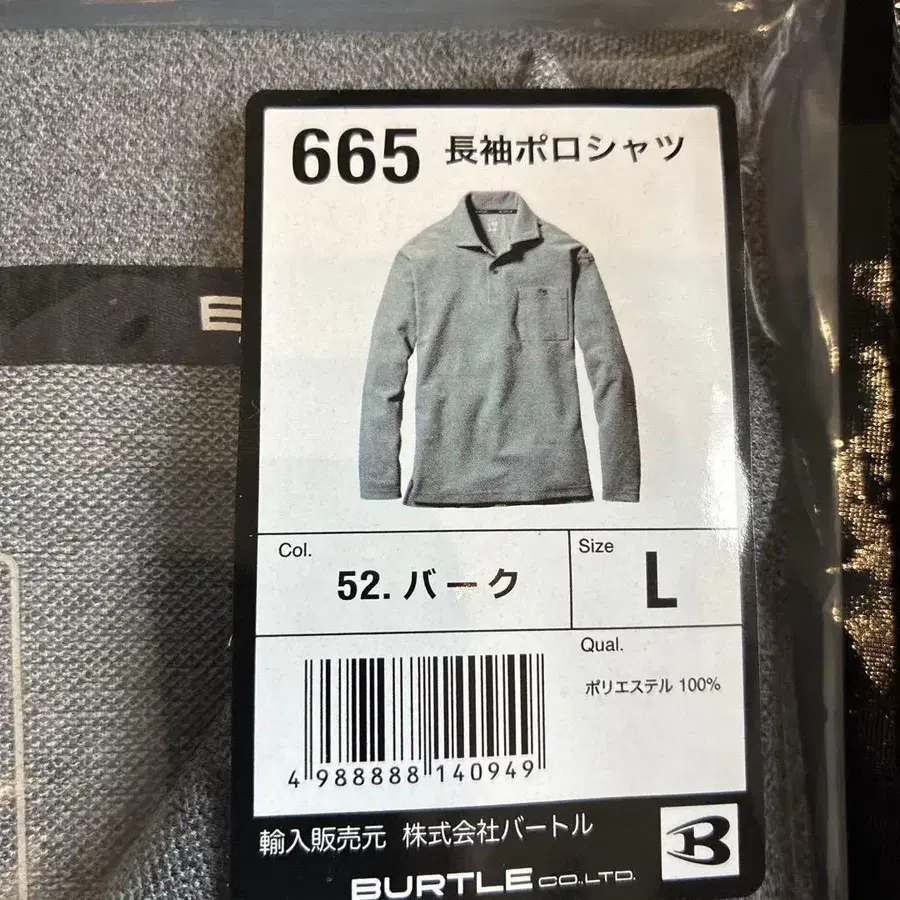 665 長袖ポロシャツ
Col.
52. バーク
Size
L
Qual.
ポリエステル 100%
4 988888 140949
輸入販売元 株式会社バートル
BURTLE CO.,LTD.